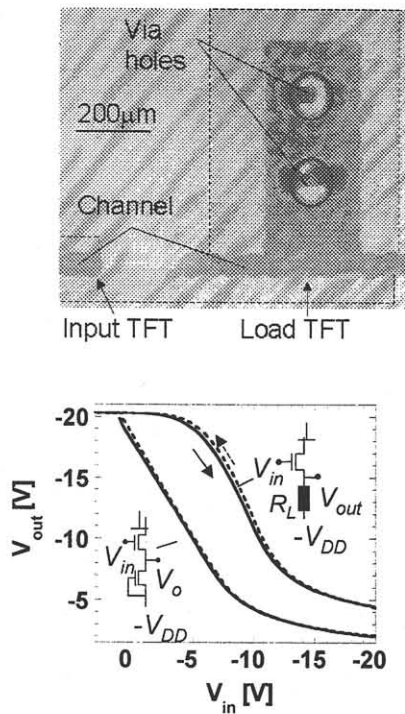 Via
holes
200μm
Channel
Input TFT
Load TFT
-20
-15
-10
-5
V_out [V]
V_in
R_L
V_out
-V_DD
V_in
V_o
-V_DD
0
-5
-10
-15
-20
V_in [V]